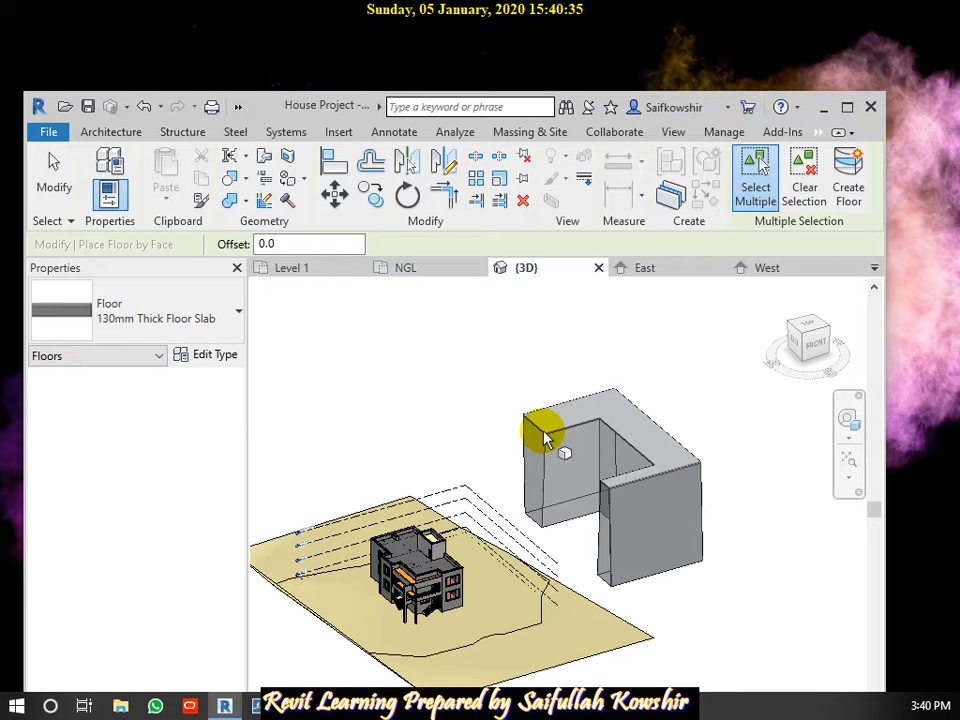 Sunday, 05 January, 2020 15:40:35
House Project -... Type a keyword or phrase Saifkowshir
File Architecture Structure Steel Systems Insert Annotate Analyze Massing & Site Collaborate View Manage Add-Ins
Modify Properties Paste Select Multiple Clear Selection Create Floor
Select Properties Clipboard Geometry Modify View Measure Create Multiple Selection
Modify | Place Floor by Face Offset: 0.0
Properties Level 1 NGL {3D} East West
Floor
130mm Thick Floor Slab
Floors Edit Type
FRONT
Revit Learning Prepared by Saifullah Kowshir
3:40 PM